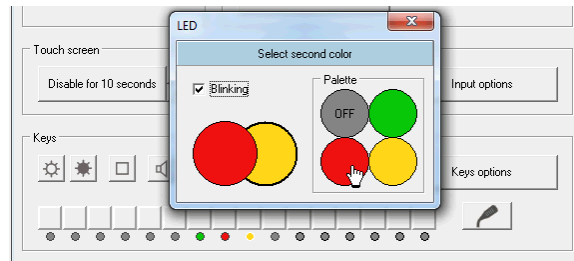 LED
Select second color
Touch screen
Disable for 10 seconds
Blinking
Palette
OFF
Input options
Keys
Keys options